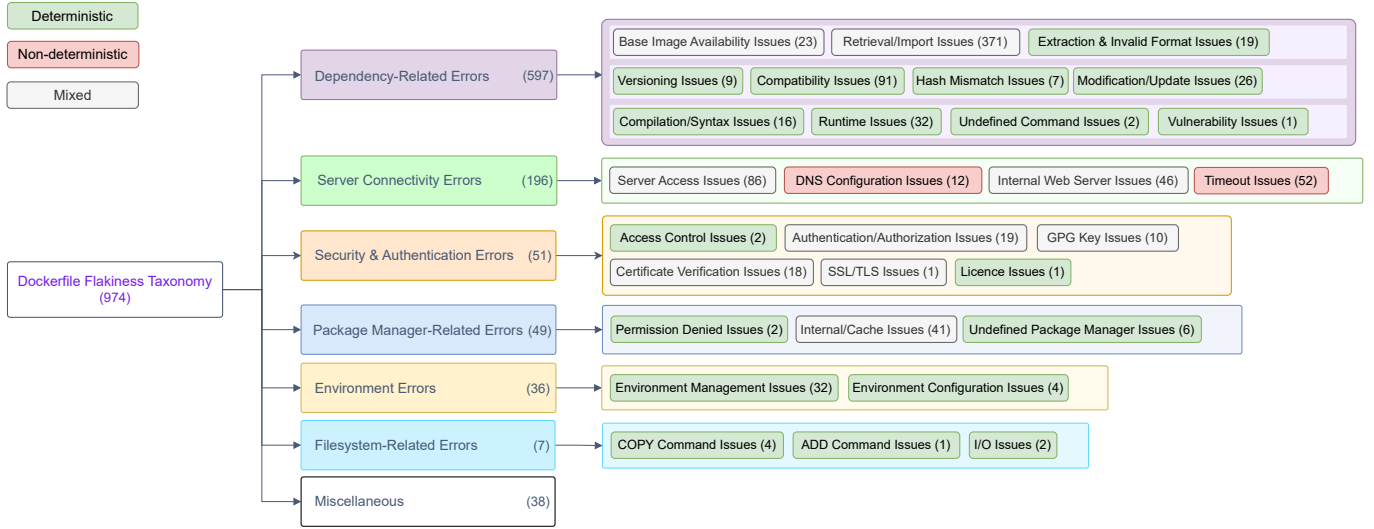 Deterministic
Non-deterministic
Mixed
Dockerfile Flakiness Taxonomy
(974)
Dependency-Related Errors (597)
Base Image Availability Issues (23)
Retrieval/Import Issues (371)
Extraction & Invalid Format Issues (19)
Versioning Issues (9)
Compatibility Issues (91)
Hash Mismatch Issues (7)
Modification/Update Issues (26)
Compilation/Syntax Issues (16)
Runtime Issues (32)
Undefined Command Issues (2)
Vulnerability Issues (1)
Server Connectivity Errors (196)
Server Access Issues (86)
DNS Configuration Issues (12)
Internal Web Server Issues (46)
Timeout Issues (52)
Security & Authentication Errors (51)
Access Control Issues (2)
Authentication/Authorization Issues (19)
GPG Key Issues (10)
Certificate Verification Issues (18)
SSL/TLS Issues (1)
Licence Issues (1)
Package Manager-Related Errors (49)
Permission Denied Issues (2)
Internal/Cache Issues (41)
Undefined Package Manager Issues (6)
Environment Errors (36)
Environment Management Issues (32)
Environment Configuration Issues (4)
Filesystem-Related Errors (7)
COPY Command Issues (4)
ADD Command Issues (1)
I/O Issues (2)
Miscellaneous (38)